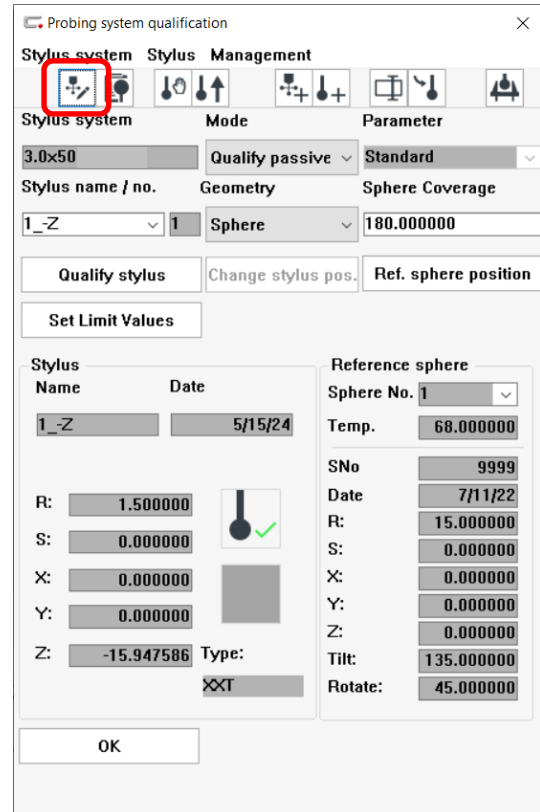 Probing system qualification
Stylus system Stylus Management
Stylus system Mode Parameter
3.0x50 Qualify passive Standard
Stylus name / no. Geometry Sphere Coverage
1_-Z 1 Sphere 180.000000
Qualify stylus Change stylus pos. Ref. sphere position
Set Limit Values
Stylus
Name Date
1_-Z 5/15/24
R: 1.500000
S: 0.000000
X: 0.000000
Y: 0.000000
Z: -15.947586 Type:
XXT
Reference sphere
Sphere No. 1
Temp. 68.000000
SNo 9999
Date 7/11/22
R: 15.000000
S: 0.000000
X: 0.000000
Y: 0.000000
Z: 0.000000
Tilt: 135.000000
Rotate: 45.000000
OK